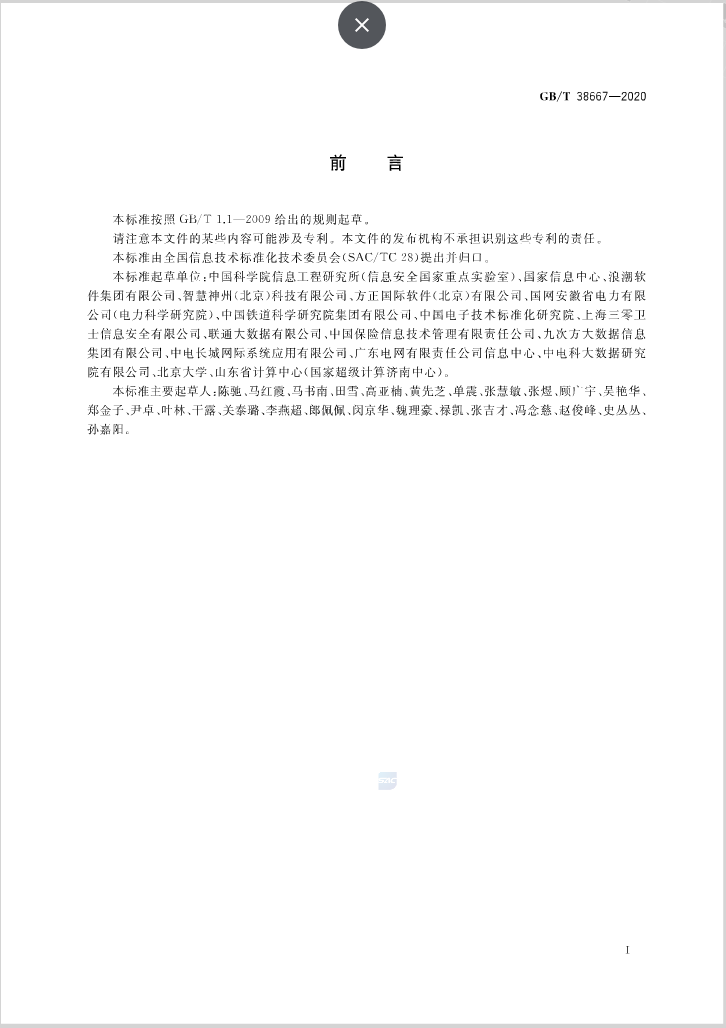 GB/T 38667—2020
前 言
本标准按照 GB/T 1.1—2009 给出的规则起草。
请注意本文件的某些内容可能涉及专利。本文件的发布机构不承担识别这些专利的责任。
本标准由全国信息技术标准化技术委员会(SAC/TC 28)提出并归口。
本标准起草单位:中国科学院信息工程研究所(信息安全国家重点实验室)、国家信息中心、浪潮软
件集团有限公司、智慧神州(北京)科技有限公司、方正国际软件(北京)有限公司、国网安徽省电力有限
公司(电力科学研究院)、中国铁道科学研究院集团有限公司、中国电子技术标准化研究院、上海三零卫
士信息安全有限公司、联通大数据有限公司、中国保险信息技术管理有限责任公司、九次方大数据信息
集团有限公司、中电长城网际系统应用有限公司、广东电网有限责任公司信息中心、中电科大数据研究
院有限公司、北京大学、山东省计算中心(国家超级计算济南中心)。
本标准主要起草人:陈驰、马红霞、马书南、田雪、高亚楠、黄先芝、单震、张慧敏、张煜、顾广宇、吴艳华、
郑金子、尹卓、叶林、干露、关泰璐、李燕超、郎佩佩、闵京华、魏理豪、禄凯、张吉才、冯念慈、赵俊峰、史丛丛、
孙嘉阳。
SAC
I